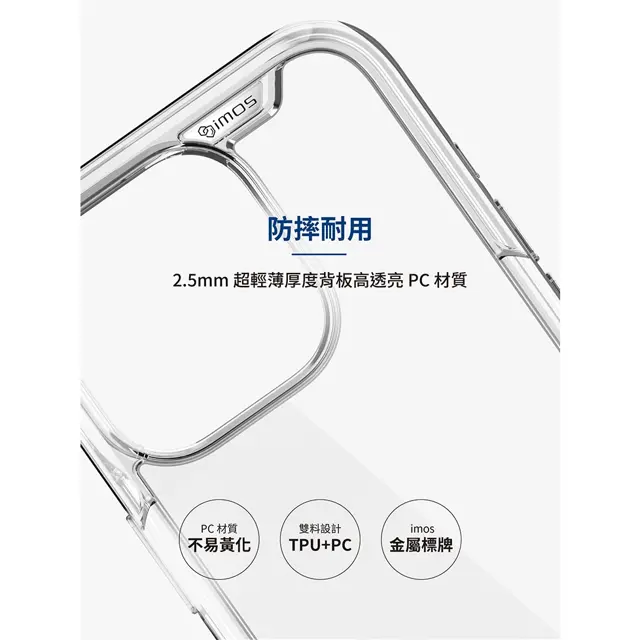 imos
防摔耐用
2.5mm 超輕薄厚度背板高透亮 PC 材質
PC 材質
不易黃化
雙料設計
TPU+PC
imos
金屬標牌